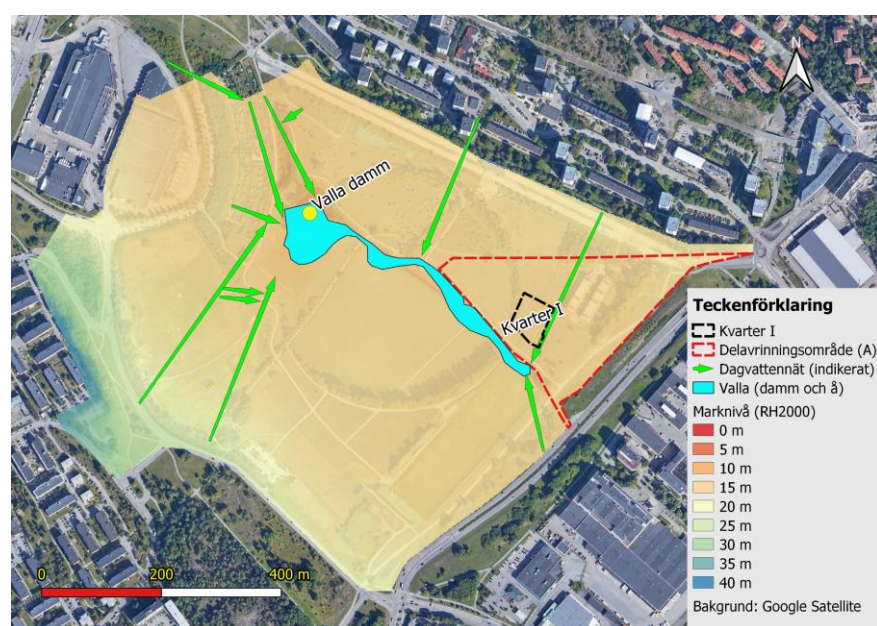 N
Valla damm
Kvarter I
0 200 400 m
Teckenförklaring
Kvarter I
Delavrinningsområde (A)
Dagvattennät (indikerat)
Valla (damm och å)
Marknivå (RH2000)
0 m
5 m
10 m
15 m
20 m
25 m
30 m
35 m
40 m
Bakgrund: Google Satellite